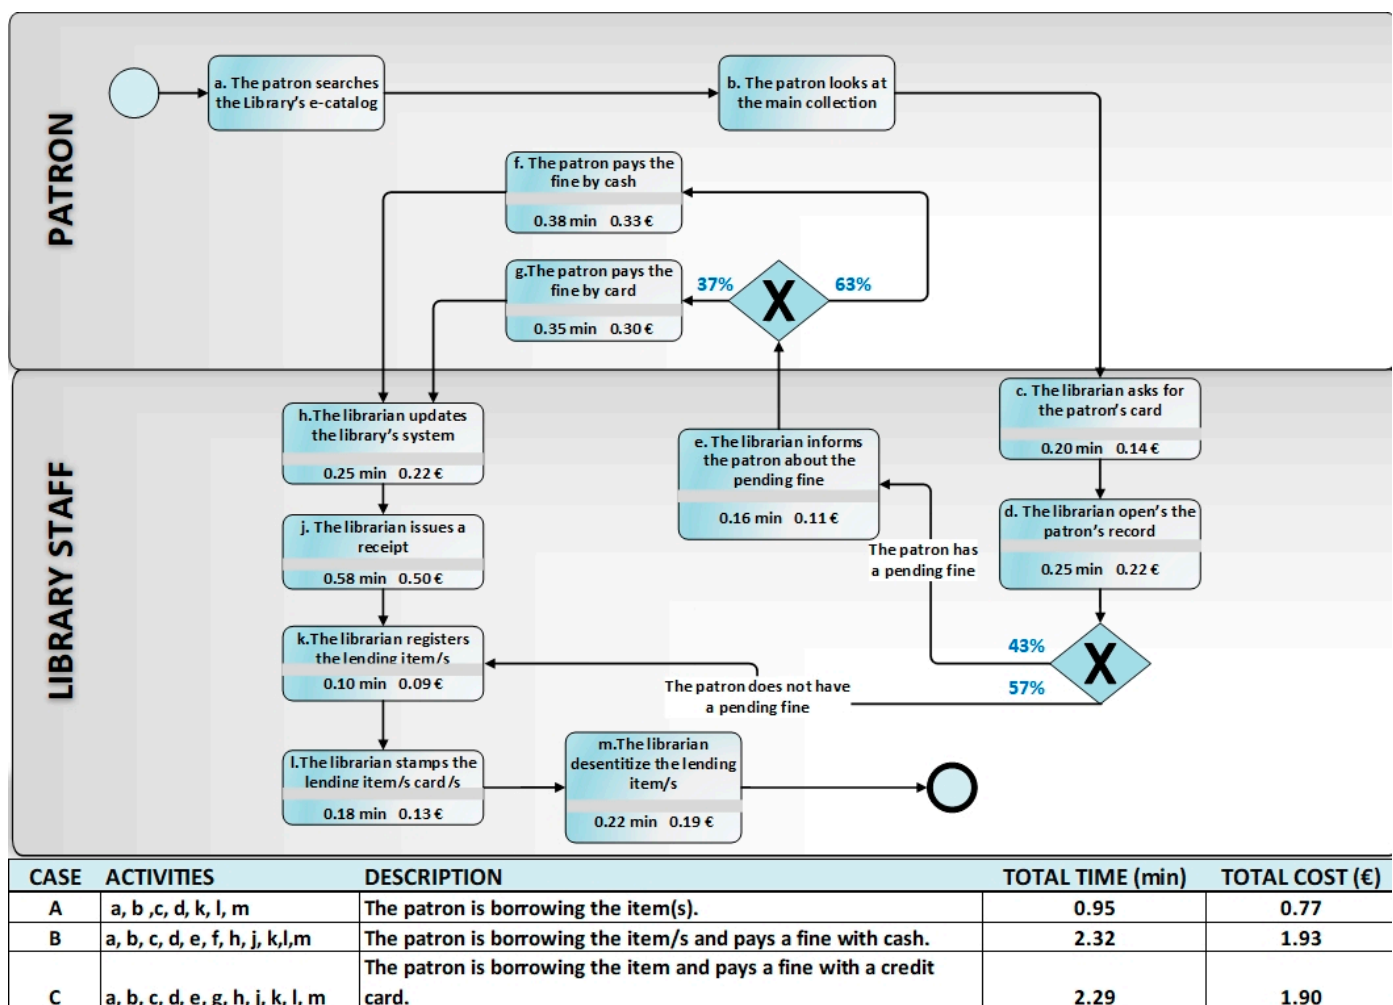 PATRON
a. The patron searches
the Library's e-catalog
b. The patron looks at
the main collection
f. The patron pays the
fine by cash
0.38 min 0.33 €
g.The patron pays the
fine by card
0.35 min 0.30 €
37%
X
63%
LIBRARY STAFF
c. The librarian asks for
the patron's card
0.20 min 0.14 €
h.The librarian updates
the library's system
0.25 min 0.22 €
e. The librarian informs
the patron about the
pending fine
0.16 min 0.11 €
d. The librarian open's the
patron's record
0.25 min 0.22 €
j. The librarian issues a
receipt
0.58 min 0.50 €
The patron has
a pending fine
k.The librarian registers
the lending item/s
0.10 min 0.09 €
43%
X
57%
The patron does not have
a pending fine
l.The librarian stamps the
lending item/s card/s
0.18 min 0.13 €
m.The librarian
desentitize the lending
item/s
0.22 min 0.19 €
CASE ACTIVITIES DESCRIPTION TOTAL TIME (min) TOTAL COST (€)
A a, b ,c, d, k, l, m The patron is borrowing the item(s). 0.95 0.77
B a, b, c, d, e, f, h, j, k,l,m The patron is borrowing the item/s and pays a fine with cash. 2.32 1.93
The patron is borrowing the item and pays a fine with a credit
C a, b, c, d, e, g, h, j, k, l, m card. 2.29 1.90